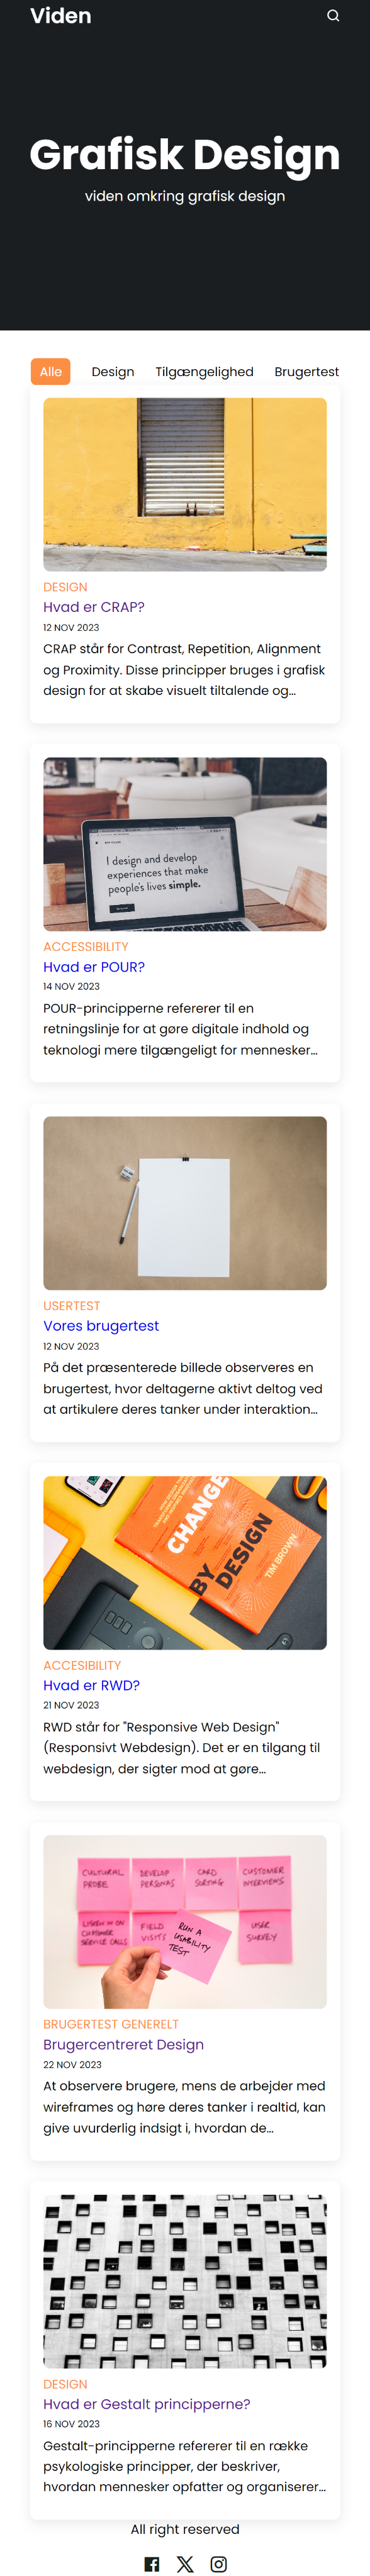 Viden
Grafisk Design
viden omkring grafisk design
Alle Design Tilgængelighed Brugertest
DESIGN
Hvad er CRAP?
12 NOV 2023
CRAP står for Contrast, Repetition, Alignment
og Proximity. Disse principper bruges i grafisk
design for at skabe visuelt tiltalende og...
I design and develop
experiences that make
people's lives simple.
ACCESSIBILITY
Hvad er POUR?
14 NOV 2023
POUR-principperne refererer til en
retningslinje for at gøre digitale indhold og
teknologi mere tilgængeligt for mennesker...
USERTEST
Vores brugertest
12 NOV 2023
På det præsenterede billede observeres en
brugertest, hvor deltagerne aktivt deltog ved
at artikulere deres tanker under interaktion...
CHANGE
BY
DESIGN
TIM BROWN
ACCESIBILITY
Hvad er RWD?
21 NOV 2023
RWD står for "Responsive Web Design"
(Responsivt Webdesign). Det er en tilgang til
webdesign, der sigter mod at gøre...
CULTURAL
PROBE
DEVELOP
PERSONAS
CARD
SORTING
CUSTOMER
INTERVIEWS
LISTEN IN ON
CUSTOMER
SERVICE CALLS
FIELD
VISITS
RUN A
USABILITY
TEST
USER
SURVEY
BRUGERTEST GENERELT
Brugercentreret Design
22 NOV 2023
At observere brugere, mens de arbejder med
wireframes og høre deres tanker i realtid, kan
give uvurderlig indsigt i, hvordan de...
DESIGN
Hvad er Gestalt principperne?
16 NOV 2023
Gestalt-principperne refererer til en række
psykologiske principper, der beskriver,
hvordan mennesker opfatter og organiserer...
All right reserved